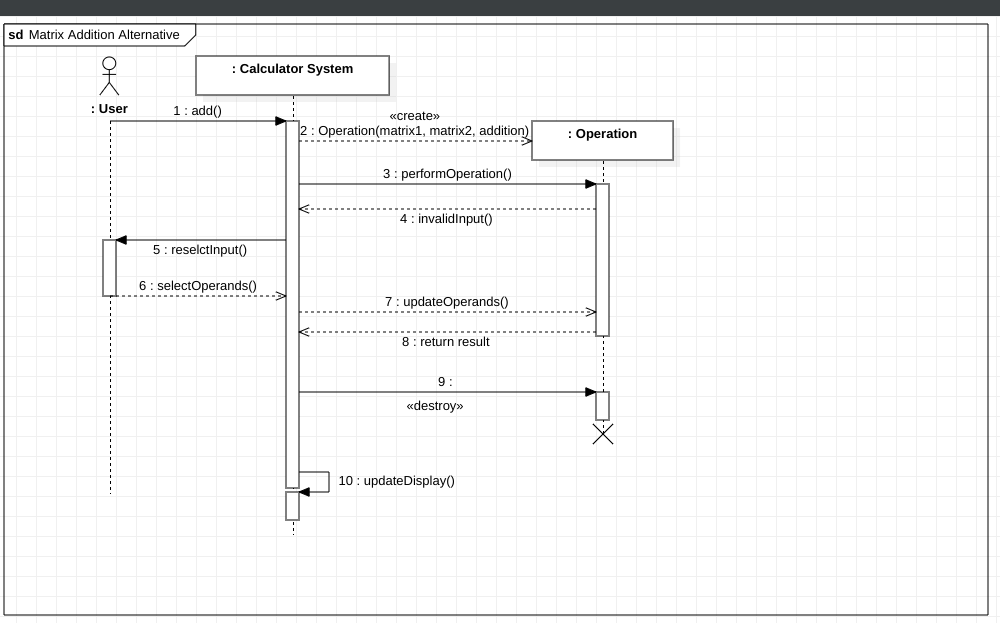 sd Matrix Addition Alternative
: Calculator System
: User
1 : add()
«create»
2 : Operation(matrix1, matrix2, addition)
: Operation
3 : performOperation()
4 : invalidInput()
5 : reselctInput()
6 : selectOperands()
7 : updateOperands()
8 : return result
9 :
«destroy»
10 : updateDisplay()